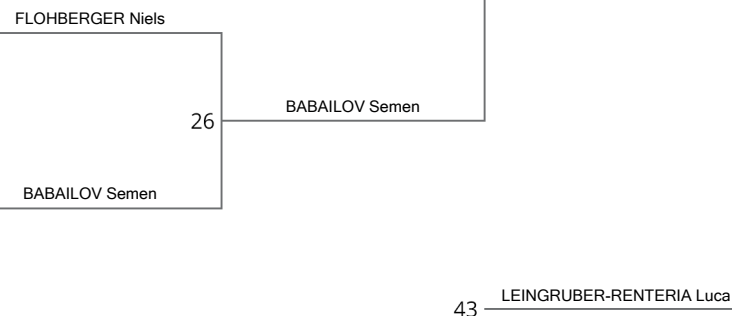 FLOHBERGER Niels
BABAILOV Semen
26
BABAILOV Semen
LEINGRUBER-RENTERIA Luca
43